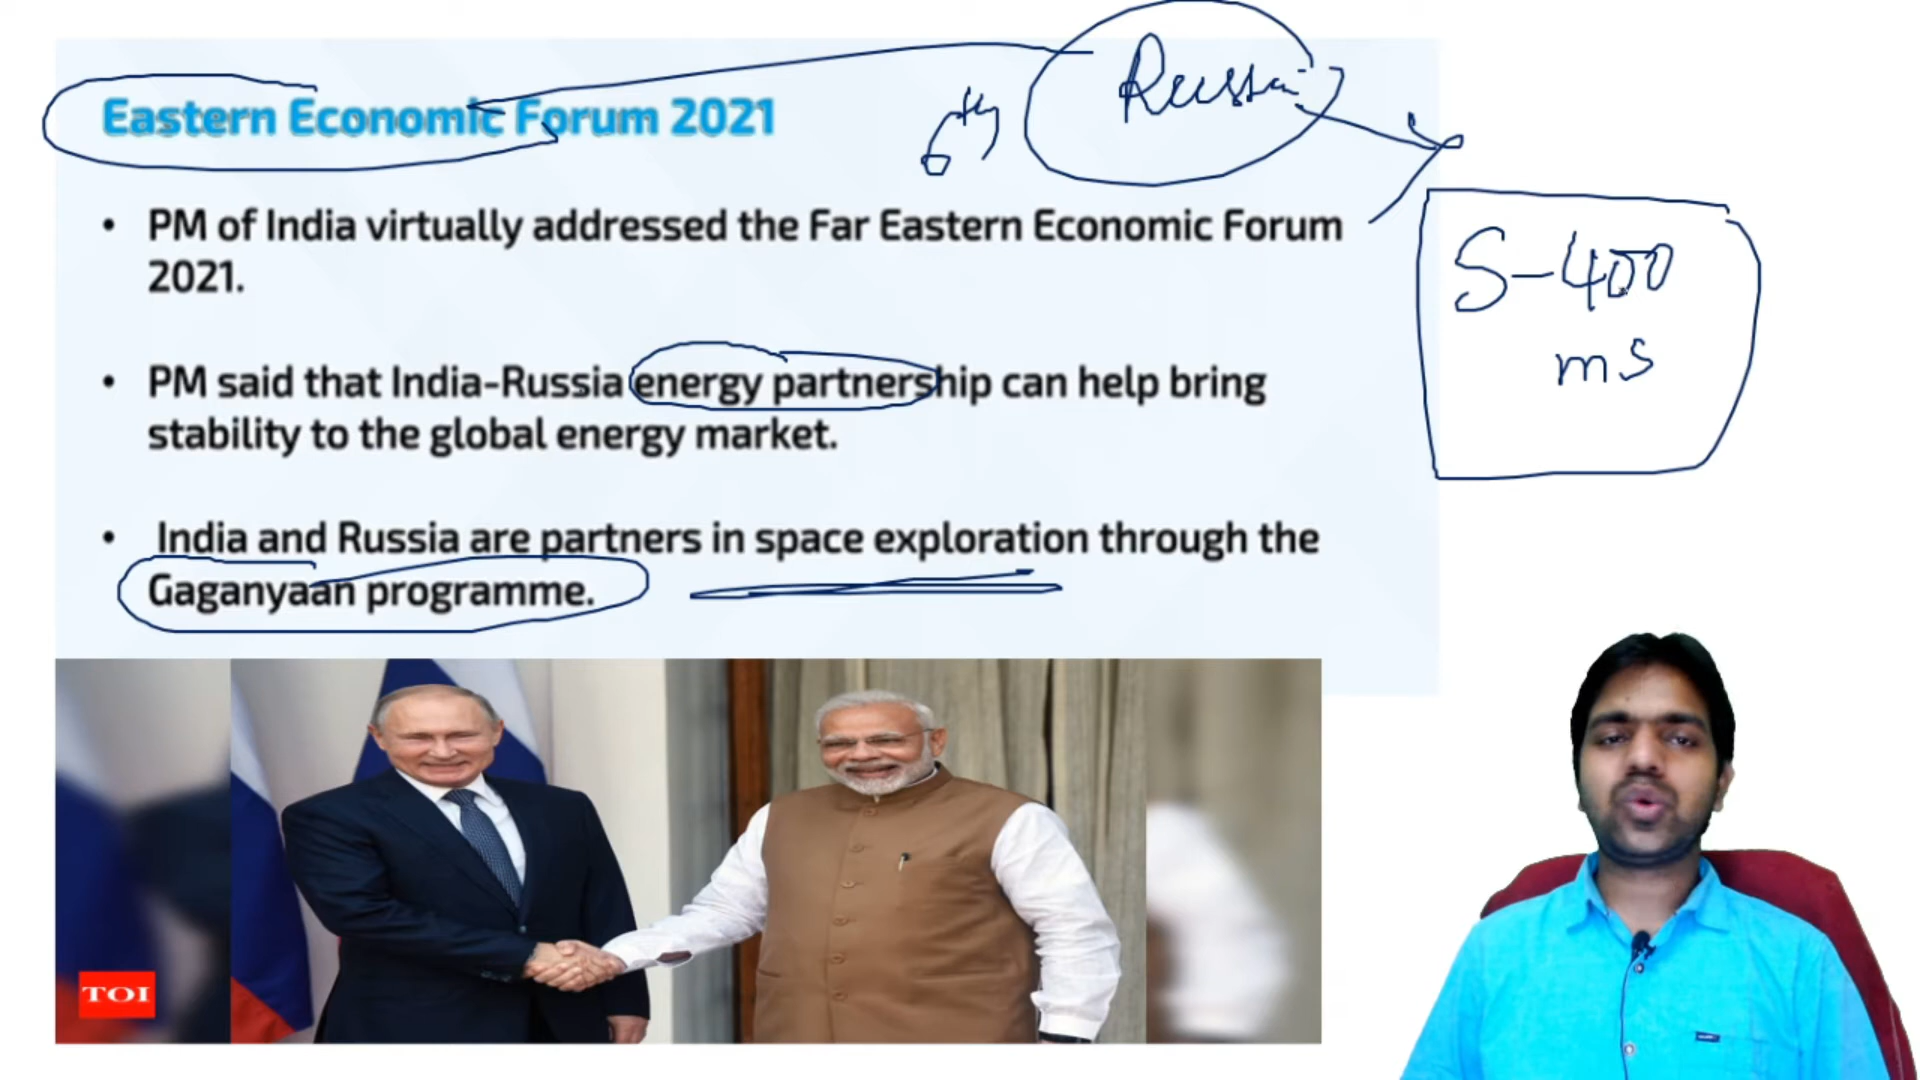 Russia
6th
Eastern Economic Forum 2021
• PM of India virtually addressed the Far Eastern Economic Forum
2021.
S-400
ms
• PM said that India-Russia energy partnership can help bring
stability to the global energy market.
• India and Russia are partners in space exploration through the
Gaganyaan programme.
TOI